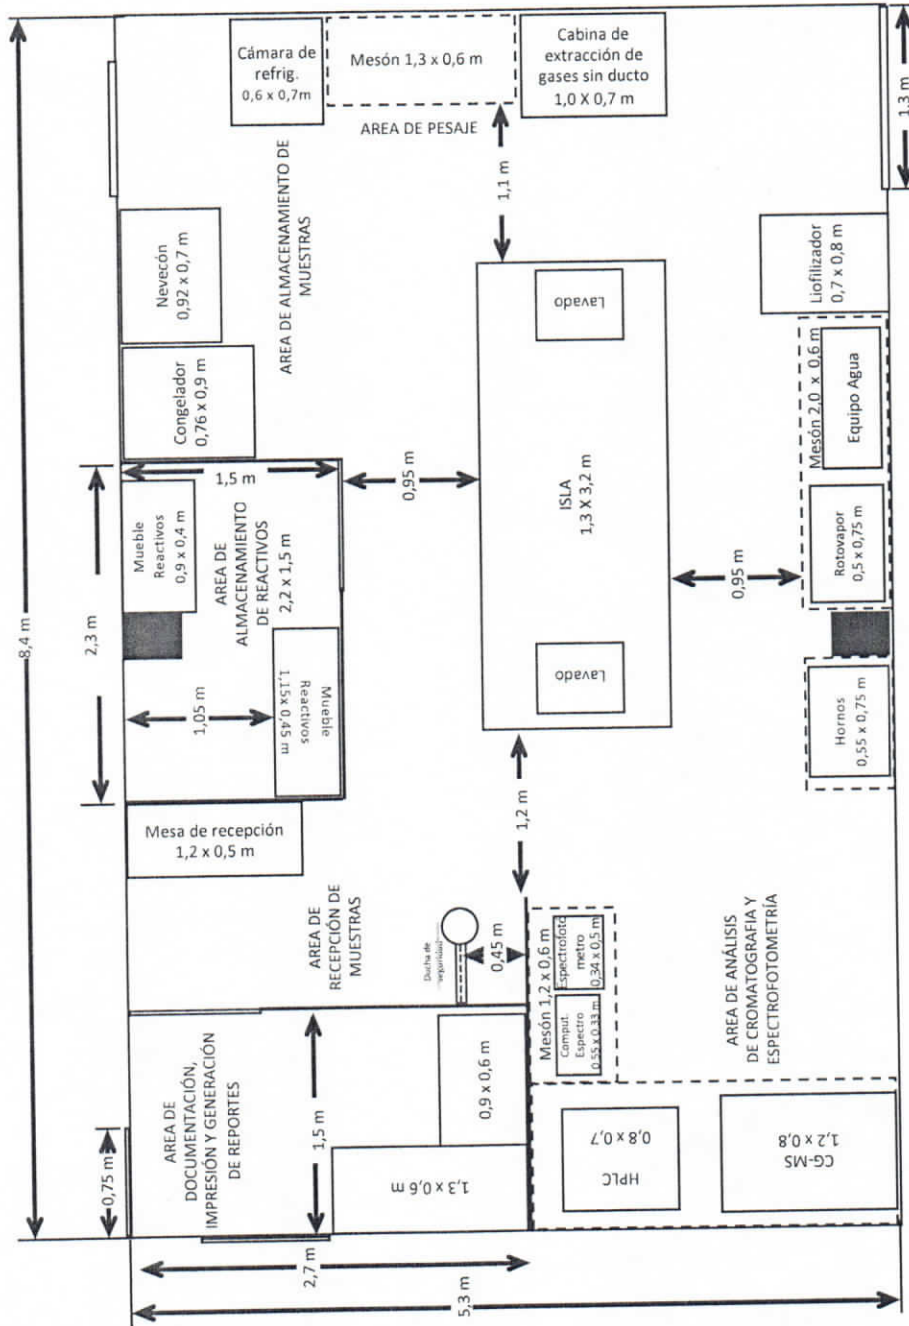 Cámara de
refrig.
0,6 x 0,7m
Mesón 1,3 x 0,6 m
Cabina de
extracción de
gases sin ducto
1,0 X 0,7 m
1.3 m
AREA DE PESAJE
1,1 m
AREA DE ALMACENAMIENTO DE
MUESTRAS
Nevecón
0,92 x 0,7 m
Congelador
0,76 x 0,9 m
Liofilizador
0,7 x 0,8 m
Lavado
ISLA
1,3 X 3,2 m
Lavado
Mesón 2,0 x 0,6 m
Equipo Agua
Rotovapor
0,5 x 0,75 m
0,95 m
0,95 m
1,5 m
Mueble
Reactivos
0,9 x 0,4 m
AREA DE
ALMACENAMIENTO
DE REACTIVOS
2,2 x 1,5 m
8,4 m
2,3 m
1,05 m
Mueble
Reactivos
1,15x 0,45 m
Hornos
0,55 x 0,75 m
1,2 m
Mesa de recepción
1,2 x 0,5 m
AREA DE
RECEPCIÓN DE
MUESTRAS
Ducha de
seguridad
0,45 m
Mesón 1,2 x 0,6 m
Espectrofoto
metro
0,34 x 0,5 m
Comput.
Espectro
0.55 x 0.33 m
AREA DE ANÁLISIS
DE CROMATOGRAFIA Y
ESPECTROFOTOMETRÍA
AREA DE
DOCUMENTACIÓN,
IMPRESIÓN Y GENERACIÓN
DE REPORTES
0,75 m
1,5 m
0,9 x 0,6 m
1,3 x 0,6 m
HPLC
0,8 x 0,7
CG-MS
1,2 x 0,8
2,7 m
5,3 m